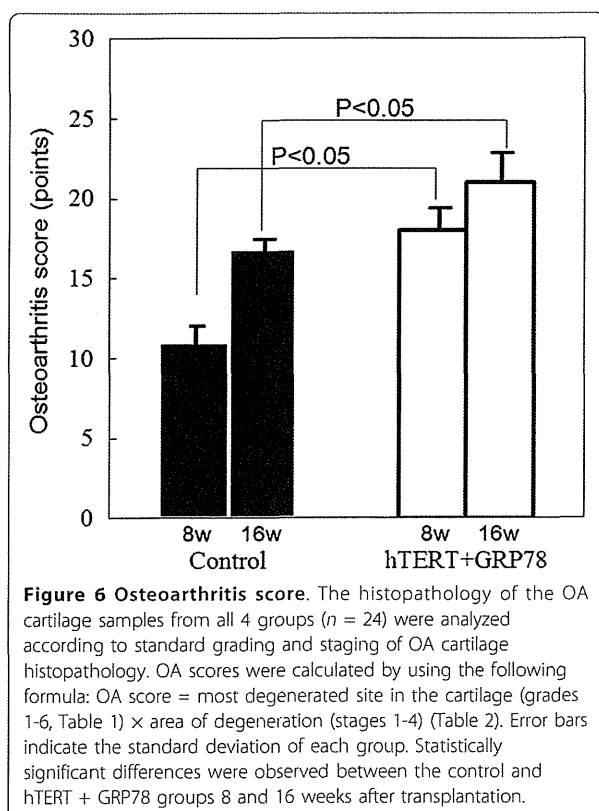 30
25
P<0.05
20
P<0.05
15
10
5
0
Osteoarthritis score (points)
8w 16w 8w 16w
Control hTERT+GRP78
Figure 6 Osteoarthritis score. The histopathology of the OA
cartilage samples from all 4 groups (n = 24) were analyzed
according to standard grading and staging of OA cartilage
histopathology. OA scores were calculated by using the following
formula: OA score = most degenerated site in the cartilage (grades
1-6, Table 1) × area of degeneration (stages 1-4) (Table 2). Error bars
indicate the standard deviation of each group. Statistically
significant differences were observed between the control and
hTERT + GRP78 groups 8 and 16 weeks after transplantation.